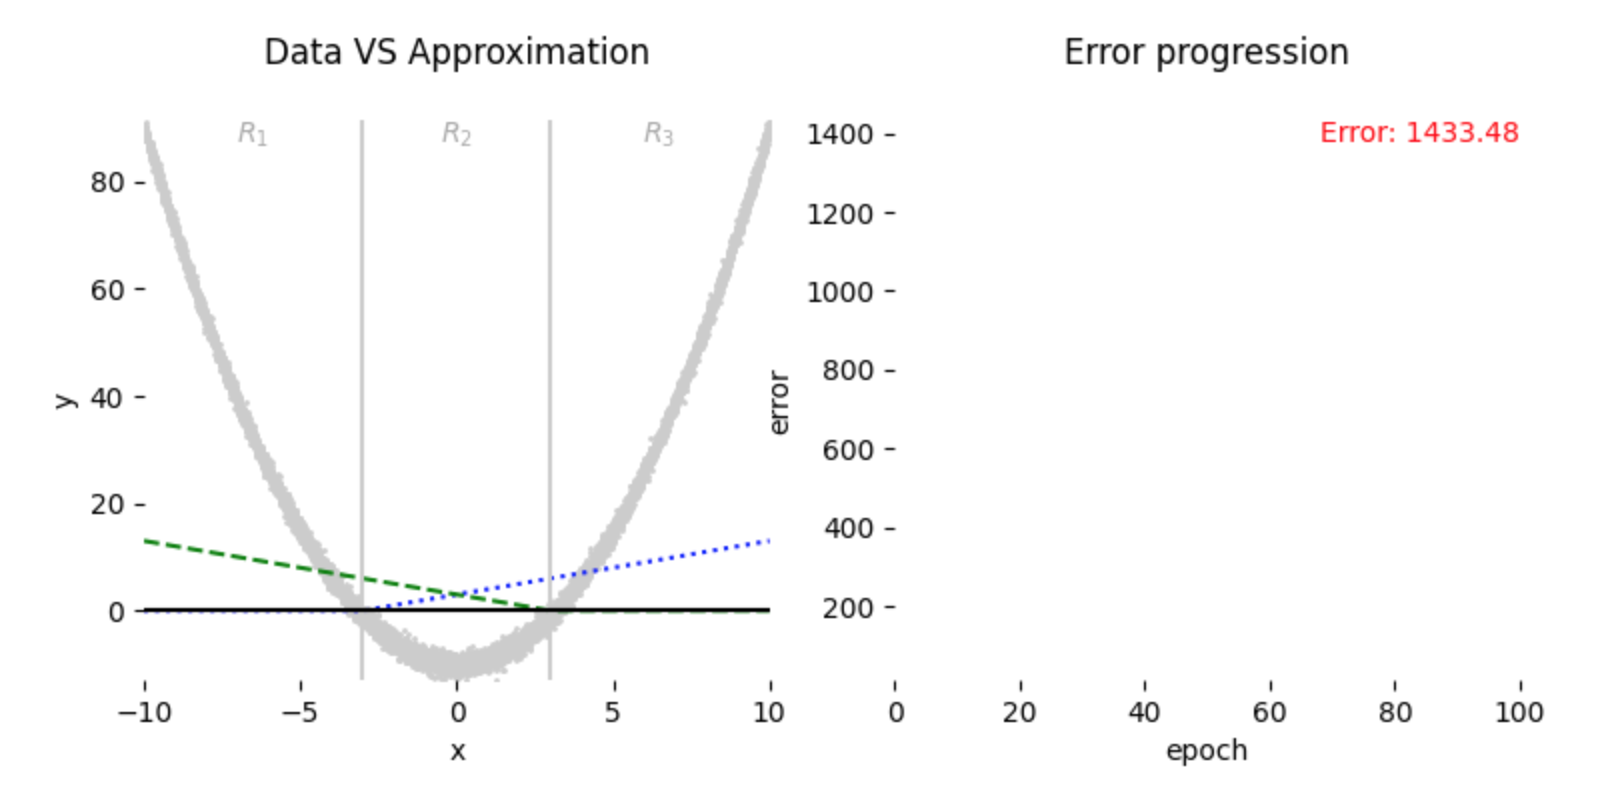 Data VS Approximation
R₁ R₂ R₃
80
60
40
20
0
y
−10 −5 0 5 10
x
Error progression
Error: 1433.48
1400
1200
1000
800
600
400
200
error
0 20 40 60 80 100
epoch